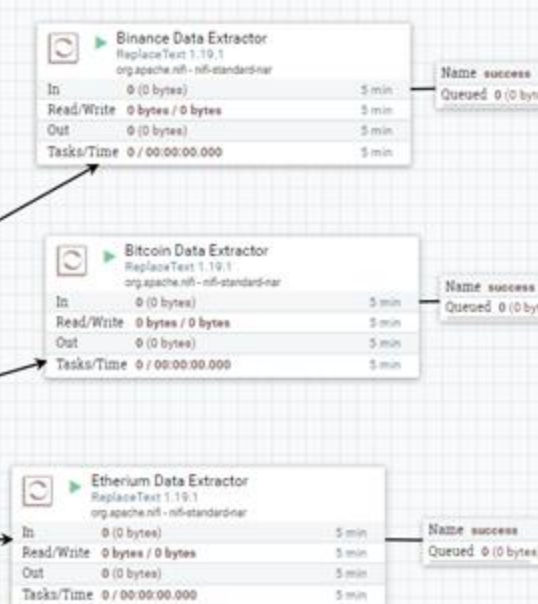 Binance Data Extractor
ReplaceText 1.19.1
org.apache.nifi - nifi-standard-nar
In 0 (0 bytes) 5 min
Read/Write 0 bytes / 0 bytes 5 min
Out 0 (0 bytes) 5 min
Tasks/Time 0 / 00:00:00.000 5 min
Name success
Queued 0 (0 byt
Bitcoin Data Extractor
ReplaceText 1.19.1
org.apache.nifi - nifi-standard-nar
In 0 (0 bytes) 5 min
Read/Write 0 bytes / 0 bytes 5 min
Out 0 (0 bytes) 5 min
Tasks/Time 0 / 00:00:00.000 5 min
Name success
Queued 0 (0 by
Etherium Data Extractor
ReplaceText 1.19.1
org.apache.nifi - nifi-standard-nar
In 0 (0 bytes) 5 min
Read/Write 0 bytes / 0 bytes 5 min
Out 0 (0 bytes) 5 min
Tasks/Time 0 / 00:00:00.000 5 min
Name success
Queued 0 (0 bytes